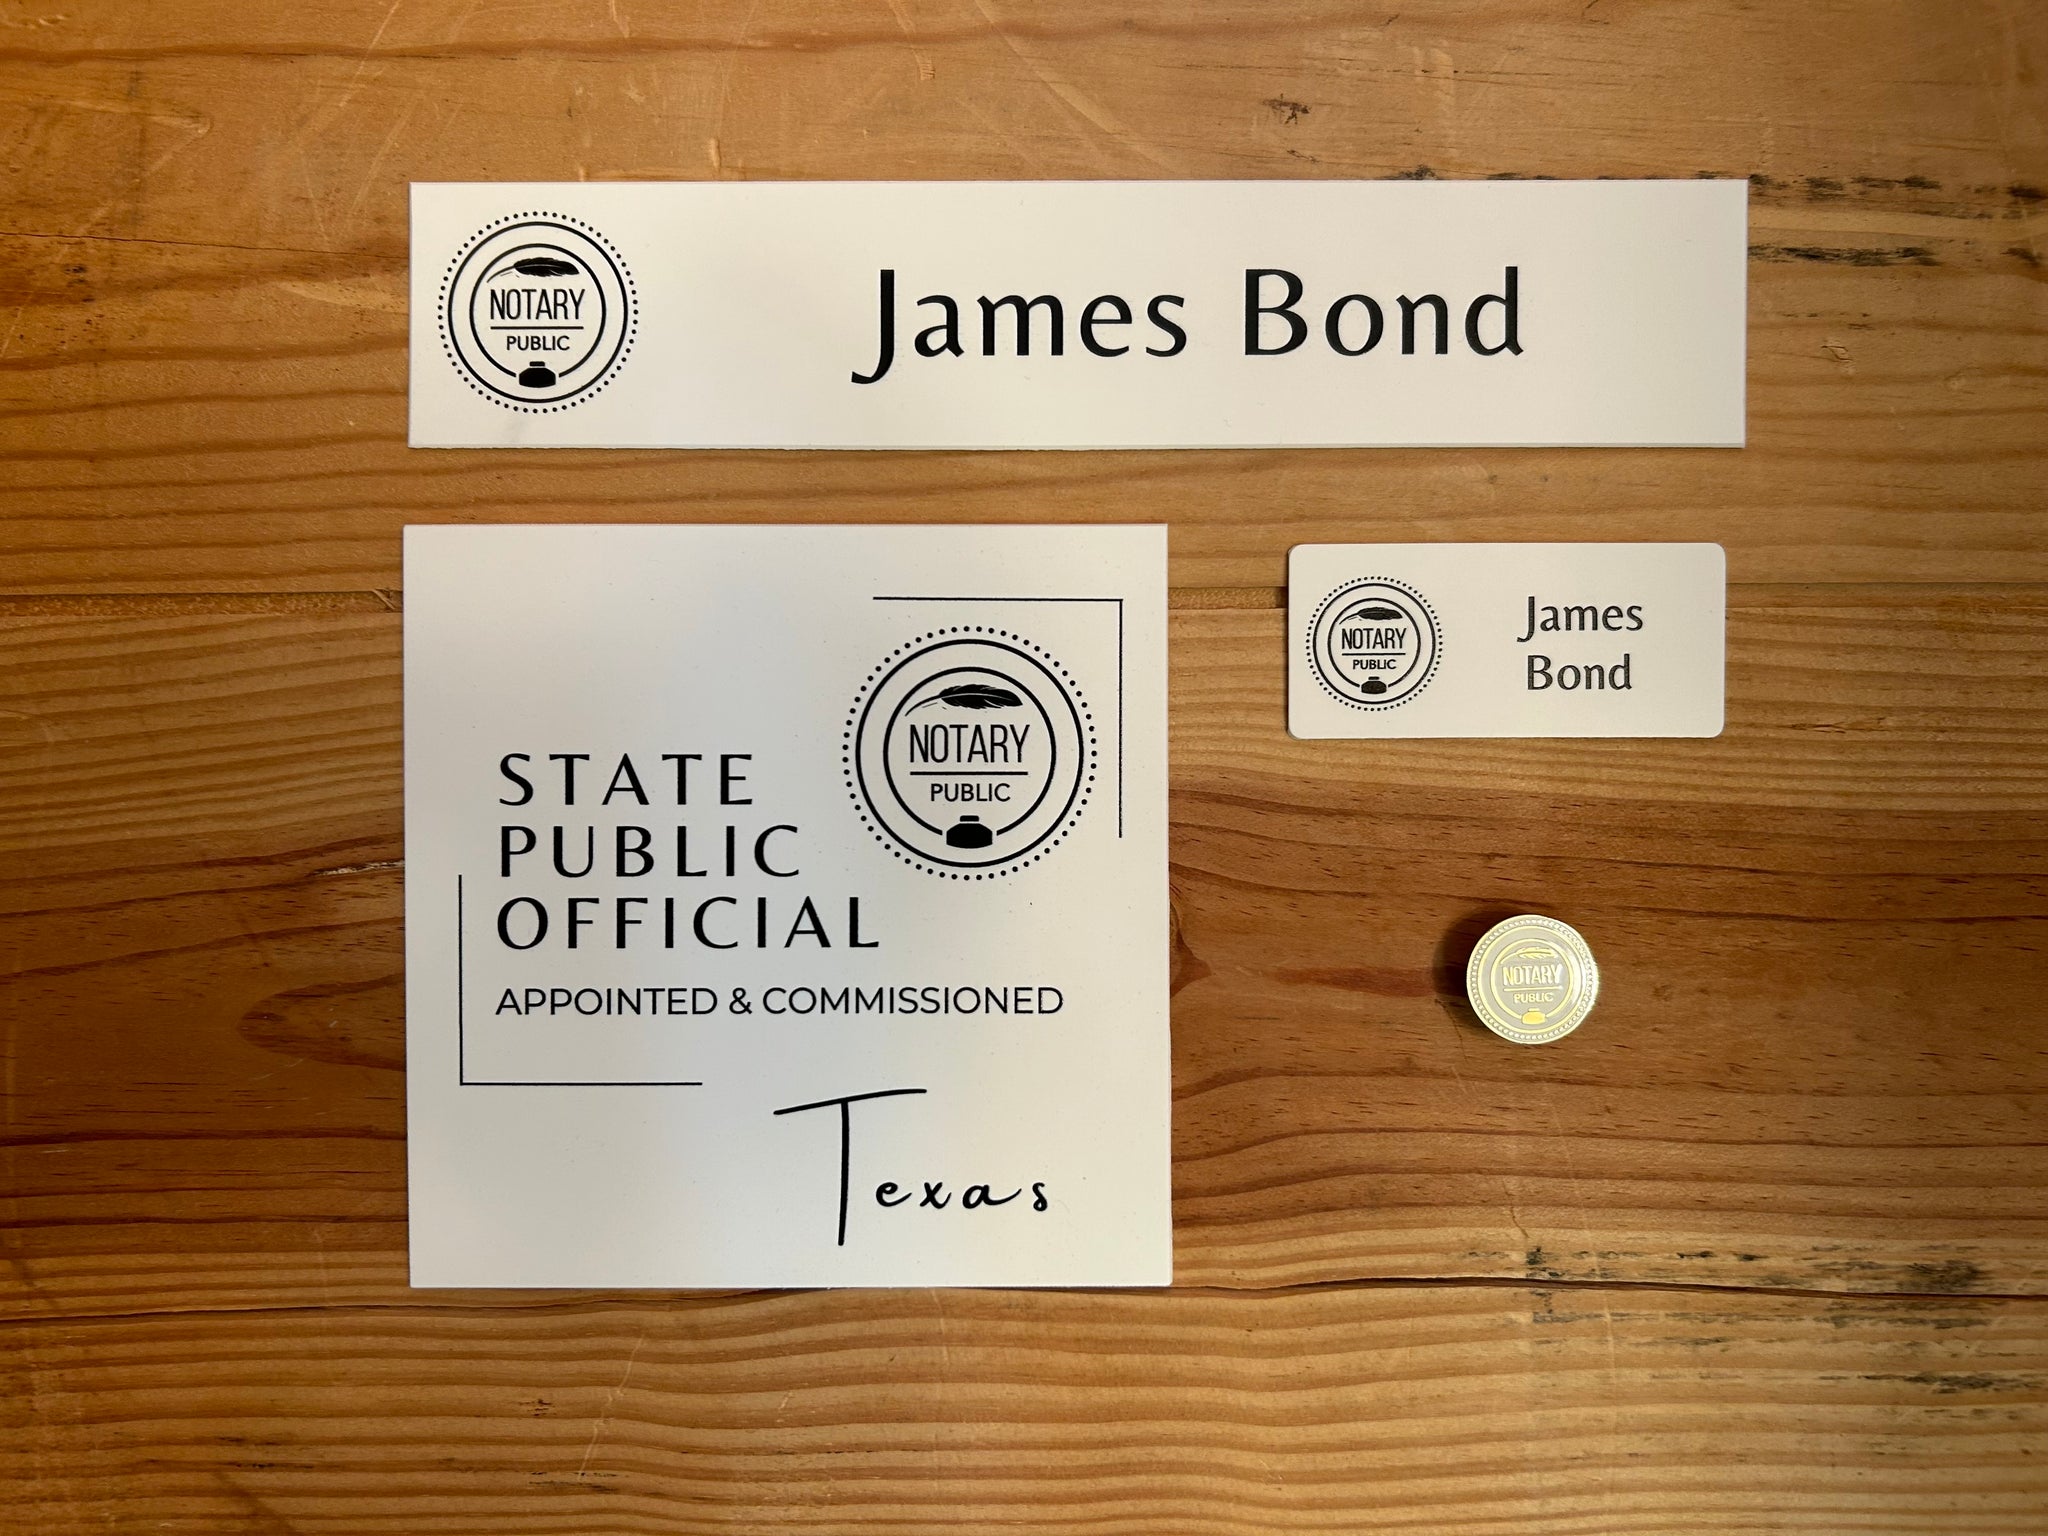 NOTARY
PUBLIC
James Bond
NOTARY
PUBLIC
STATE
PUBLIC
OFFICIAL
APPOINTED & COMMISSIONED
Texas
NOTARY
PUBLIC
James
Bond
NOTARY
PUBLIC